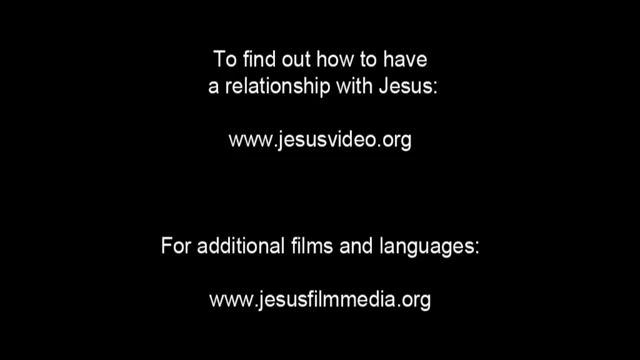 To find out how to have
a relationship with Jesus:
www.jesusvideo.org
For additional films and languages:
www.jesusfilmmedia.org